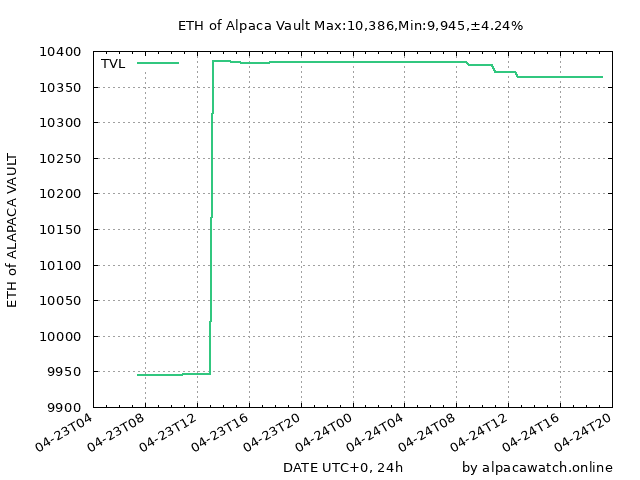 ETH of Alpaca Vault Max:10,386,Min:9,945,±4.24%
TVL
ETH of ALAPACA VAULT
10400
10350
10300
10250
10200
10150
10100
10050
10000
9950
9900
04-23T04
04-23T08
04-23T12
04-23T16
04-23T20
04-24T00
04-24T04
04-24T08
04-24T12
04-24T16
04-24T20
DATE UTC+0, 24h
by alpacawatch.online